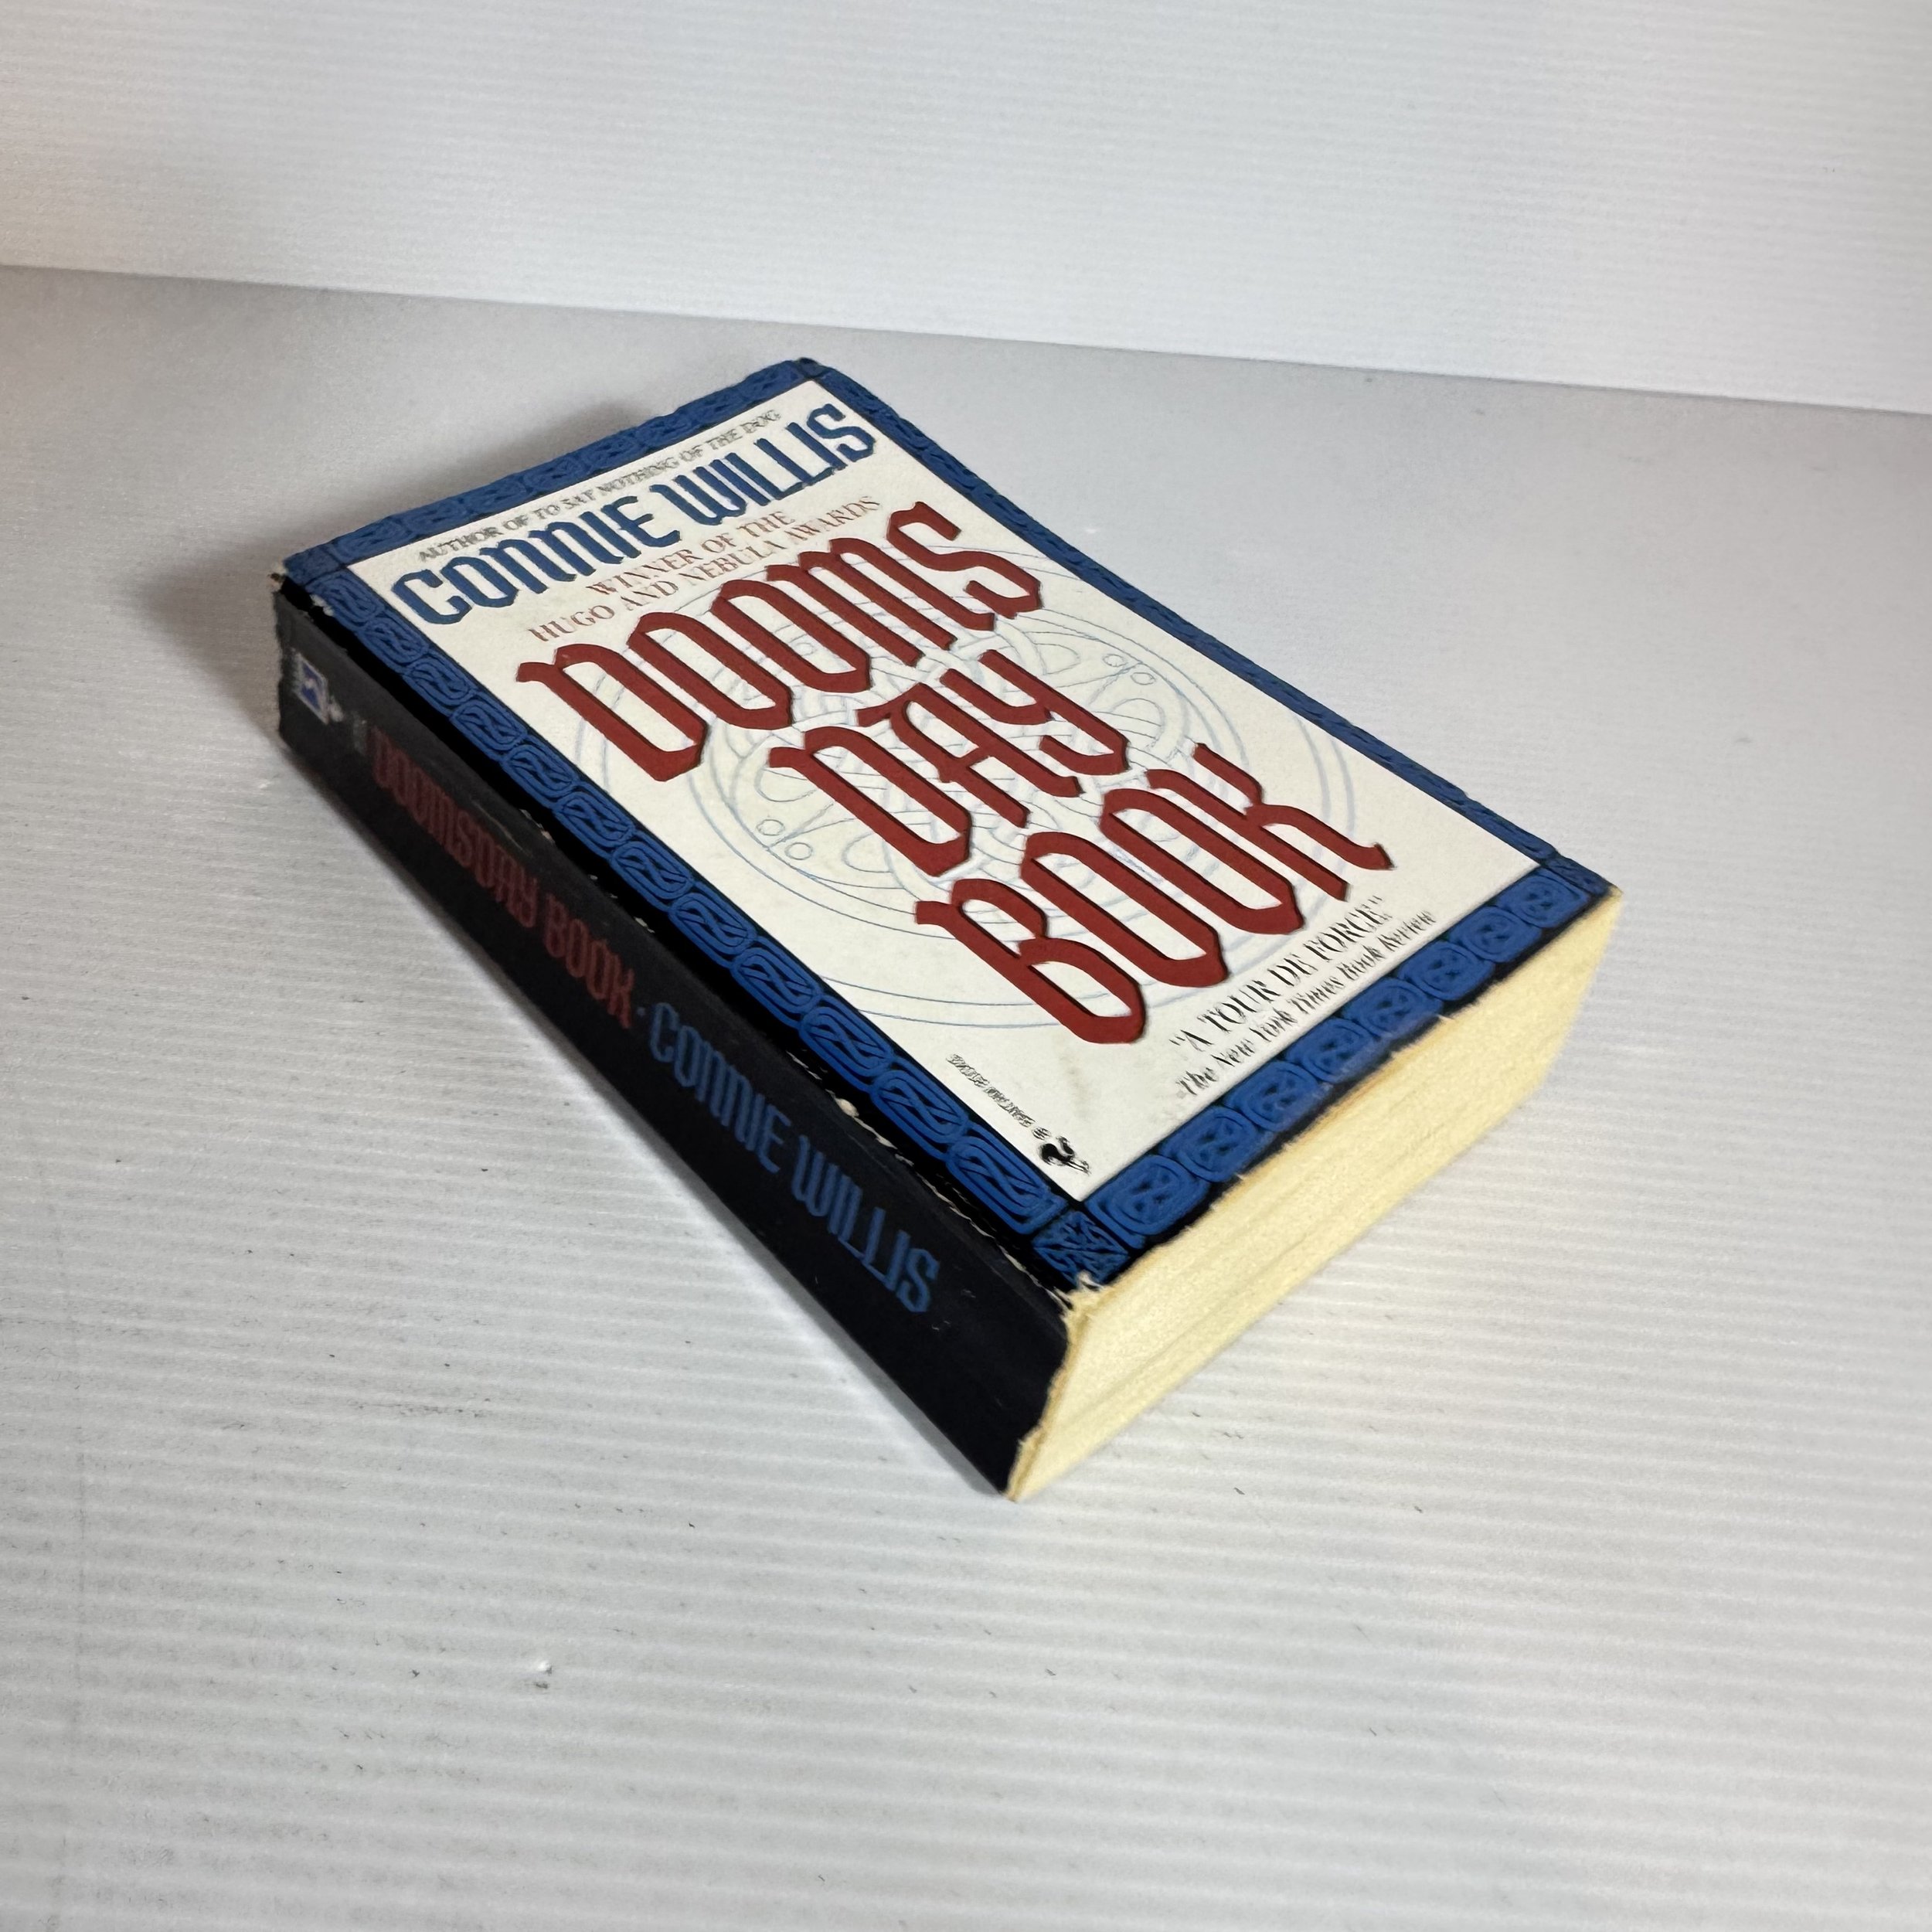 AUTHOR OF TO SAY NOTHING OF THE DOG
CONNIE WILLIS
WINNER OF THE
HUGO AND NEBULA AWARDS
DOOMS
DAY
BOOK
"A TOUR DE FORCE."
-The New York Times Book Review
DOOMSDAY BOOK · CONNIE WILLIS